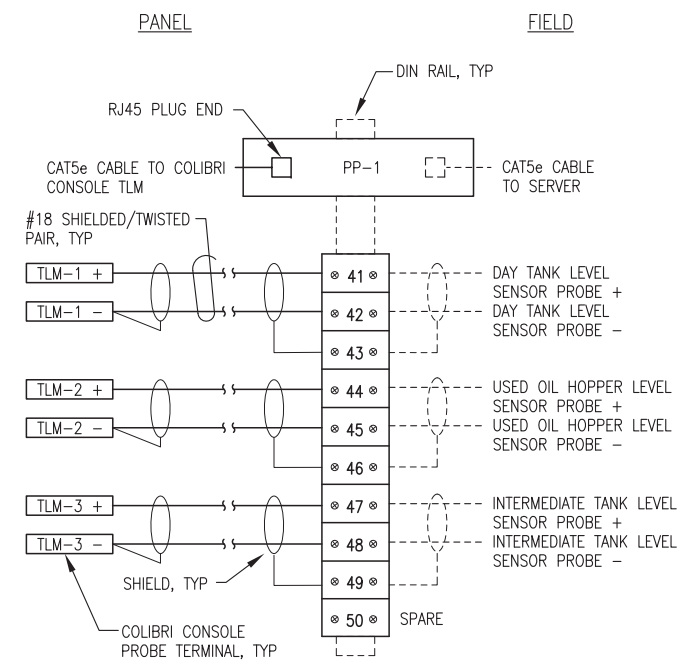 PANEL
FIELD
DIN RAIL, TYP
RJ45 PLUG END
CAT5e CABLE TO COLIBRI
CONSOLE TLM
PP-1
CAT5e CABLE
TO SERVER
#18 SHIELDED/TWISTED
PAIR, TYP
TLM-1 +
41
DAY TANK LEVEL
SENSOR PROBE +
TLM-1 -
42
DAY TANK LEVEL
SENSOR PROBE -
43
TLM-2 +
44
USED OIL HOPPER LEVEL
SENSOR PROBE +
TLM-2 -
45
USED OIL HOPPER LEVEL
SENSOR PROBE -
46
TLM-3 +
47
INTERMEDIATE TANK LEVEL
SENSOR PROBE +
TLM-3 -
48
INTERMEDIATE TANK LEVEL
SENSOR PROBE -
SHIELD, TYP
49
50
SPARE
COLIBRI CONSOLE
PROBE TERMINAL, TYP